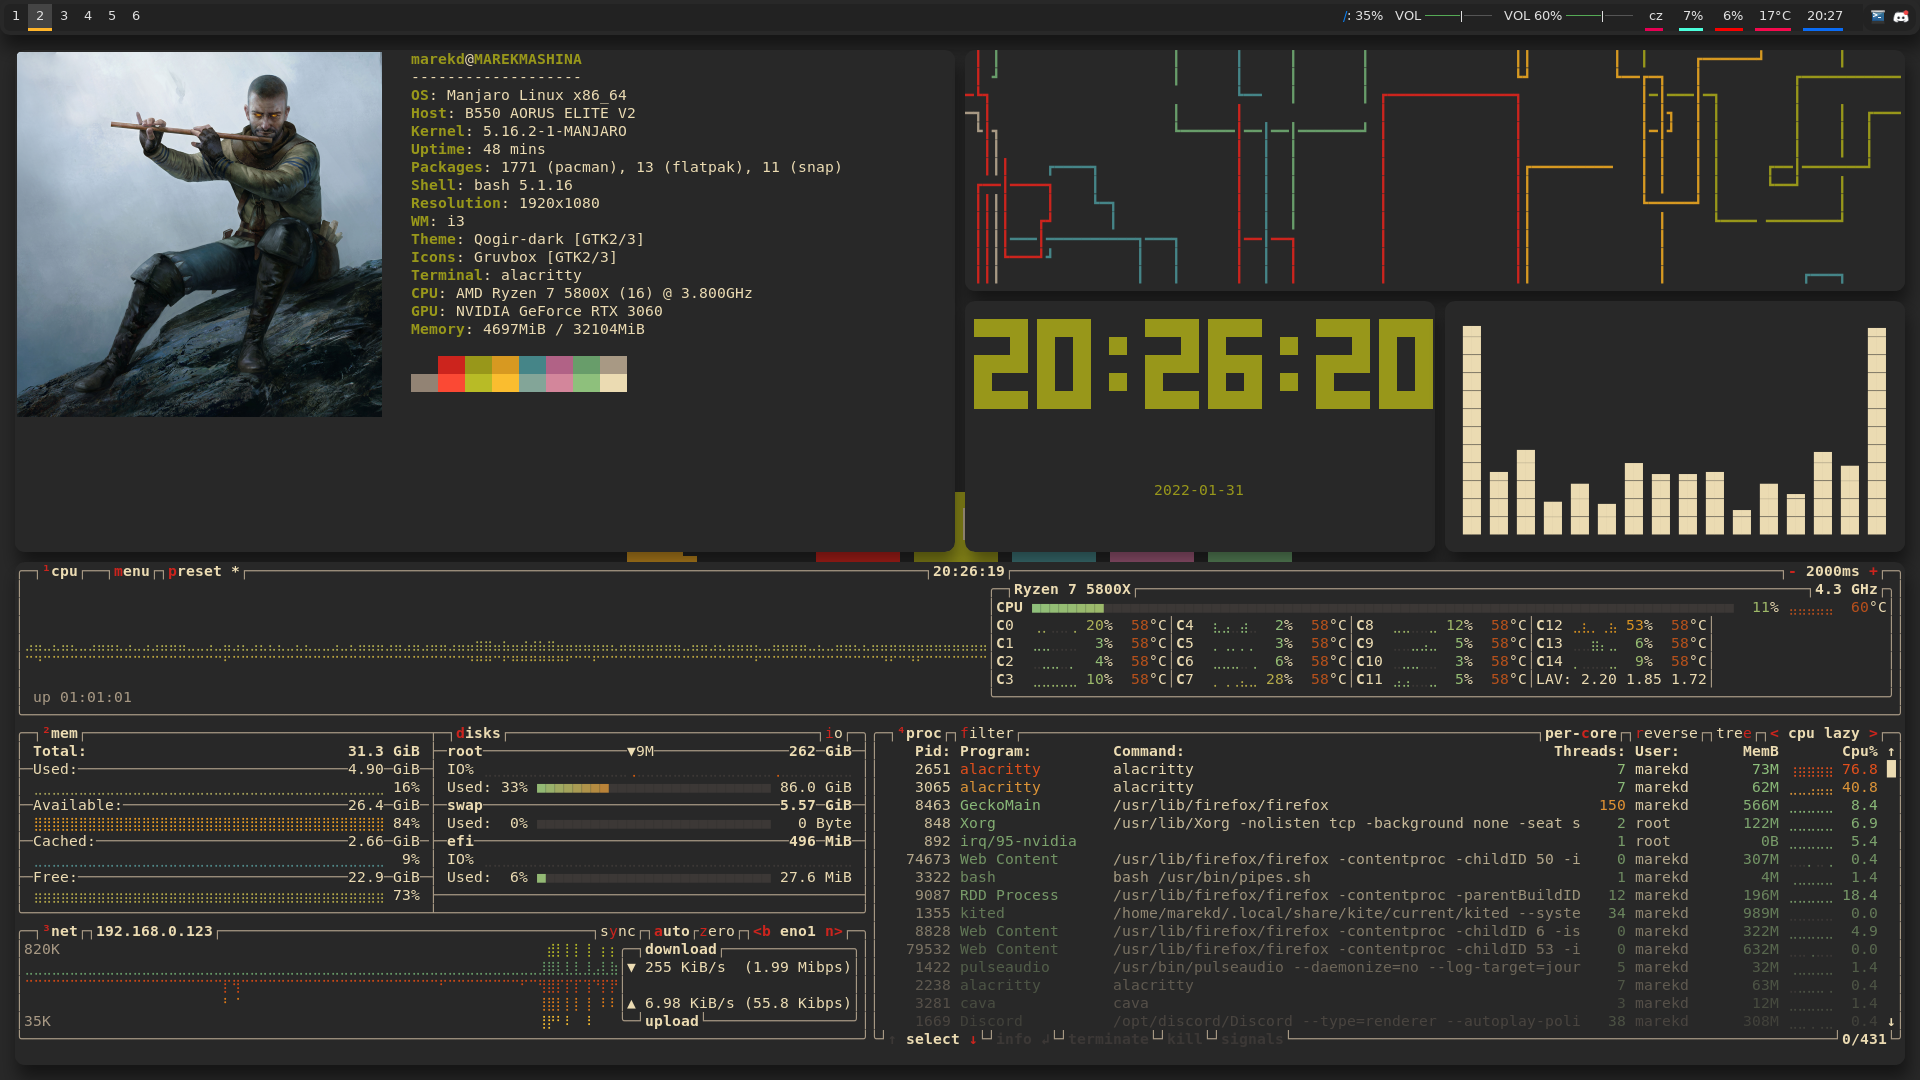 1 2 3 4 5 6
/: 35% VOL VOL 60% cz 7% 6% 17°C 20:27
marekd@MAREKMASHINA
-------------------
OS: Manjaro Linux x86_64
Host: B550 AORUS ELITE V2
Kernel: 5.16.2-1-MANJARO
Uptime: 48 mins
Packages: 1771 (pacman), 13 (flatpak), 11 (snap)
Shell: bash 5.1.16
Resolution: 1920x1080
WM: i3
Theme: Qogir-dark [GTK2/3]
Icons: Gruvbox [GTK2/3]
Terminal: alacritty
CPU: AMD Ryzen 7 5800X (16) @ 3.800GHz
GPU: NVIDIA GeForce RTX 3060
Memory: 4697MiB / 32104MiB
20:26:20
2022-01-31
¹cpu menu preset * 20:26:19 - 2000ms +
Ryzen 7 5800X 4.3 GHz
CPU 11% 60°C
C0 20% 58°C C4 2% 58°C C8 12% 58°C C12 53% 58°C
C1 3% 58°C C5 3% 58°C C9 5% 58°C C13 6% 58°C
C2 4% 58°C C6 6% 58°C C10 3% 58°C C14 9% 58°C
C3 10% 58°C C7 28% 58°C C11 5% 58°C LAV: 2.20 1.85 1.72
up 01:01:01
²mem
Total: 31.3 GiB
Used: 4.90 GiB
16%
Available: 26.4 GiB
84%
Cached: 2.66 GiB
9%
Free: 22.9 GiB
73%
disks io
root ▼9M 262 GiB
IO%
Used: 33% 86.0 GiB
swap 5.57 GiB
Used: 0% 0 Byte
efi 496 MiB
IO%
Used: 6% 27.6 MiB
³net 192.168.0.123 sync auto zero <b eno1 n>
820K
download
▼ 255 KiB/s (1.99 Mibps)
▲ 6.98 KiB/s (55.8 Kibps)
upload
35K
⁴proc filter per-core reverse tree < cpu lazy >
Pid: Program: Command: Threads: User: MemB Cpu% ↑
2651 alacritty alacritty 7 marekd 73M 76.8
3065 alacritty alacritty 7 marekd 62M 40.8
8463 GeckoMain /usr/lib/firefox/firefox 150 marekd 566M 8.4
848 Xorg /usr/lib/Xorg -nolisten tcp -background none -seat s 2 root 122M 6.9
892 irq/95-nvidia 1 root 0B 5.4
74673 Web Content /usr/lib/firefox/firefox -contentproc -childID 50 -i 0 marekd 307M 0.4
3322 bash bash /usr/bin/pipes.sh 1 marekd 4M 1.4
9087 RDD Process /usr/lib/firefox/firefox -contentproc -parentBuildID 12 marekd 196M 18.4
1355 kited /home/marekd/.local/share/kite/current/kited --syste 34 marekd 989M 0.0
8828 Web Content /usr/lib/firefox/firefox -contentproc -childID 6 -is 0 marekd 322M 4.9
79532 Web Content /usr/lib/firefox/firefox -contentproc -childID 53 -i 0 marekd 632M 0.0
1422 pulseaudio /usr/bin/pulseaudio --daemonize=no --log-target=jour 5 marekd 32M 1.4
2238 alacritty alacritty 7 marekd 63M 0.4
3281 cava cava 3 marekd 12M 1.4
1669 Discord /opt/discord/Discord --type=renderer --autoplay-poli 38 marekd 308M 0.4 ↓
↑ select ↓ info ↲ terminate kill signals 0/431